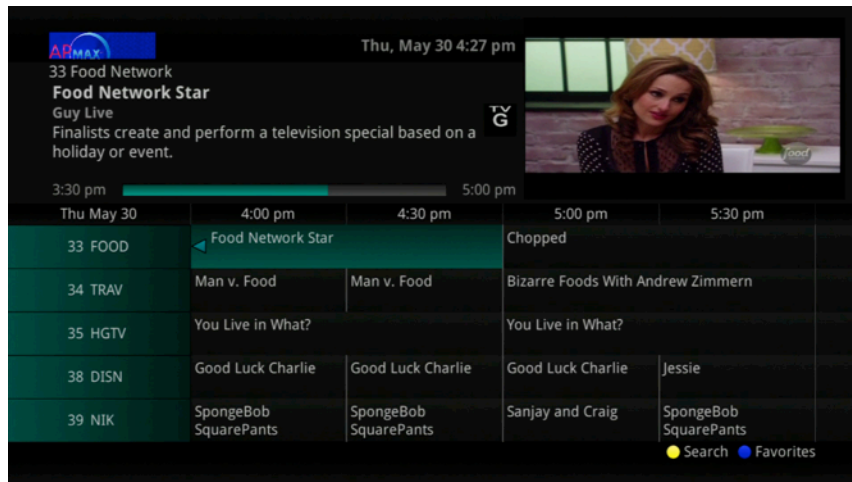 APMAX
Thu, May 30 4:27 pm
33 Food Network
Food Network Star
Guy Live
TV G
Finalists create and perform a television special based on a
holiday or event.
food
3:30 pm 5:00 pm
Thu May 30 4:00 pm 4:30 pm 5:00 pm 5:30 pm
33 FOOD Food Network Star Chopped
34 TRAV Man v. Food Man v. Food Bizarre Foods With Andrew Zimmern
35 HGTV You Live in What? You Live in What?
38 DISN Good Luck Charlie Good Luck Charlie Good Luck Charlie Jessie
39 NIK SpongeBob SquarePants SpongeBob SquarePants Sanjay and Craig SpongeBob SquarePants
Search Favorites